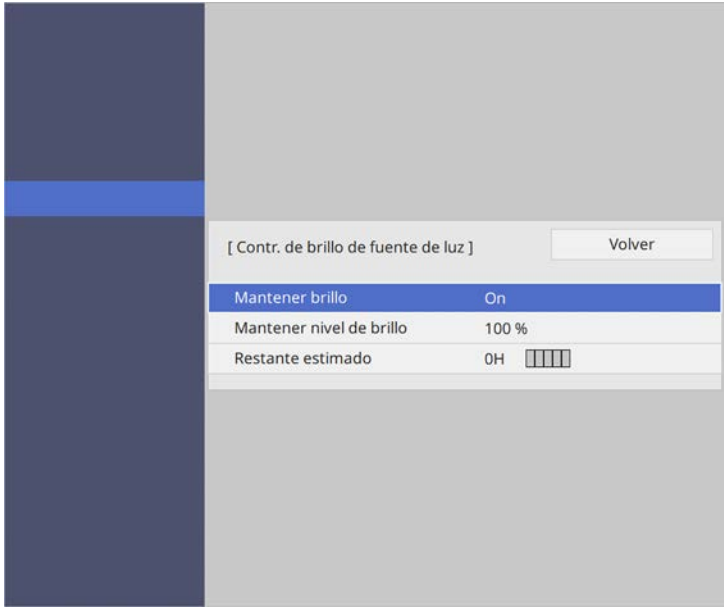 [ Contr. de brillo de fuente de luz ] Volver
Mantener brillo On
Mantener nivel de brillo 100 %
Restante estimado 0H